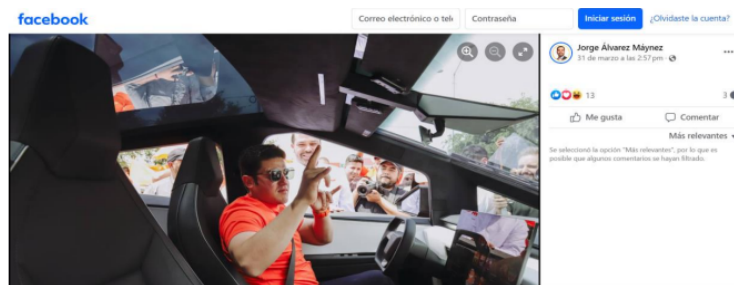 facebook
Correo electrónico o telé
Contraseña
Iniciar sesión
¿Olvidaste la cuenta?
Jorge Álvarez Máynez
31 de marzo a las 2:57 pm ·
13
3
Me gusta
Comentar
Más relevantes
Se seleccionó la opción "Más relevantes", por lo que es
posible que algunos comentarios se hayan filtrado.